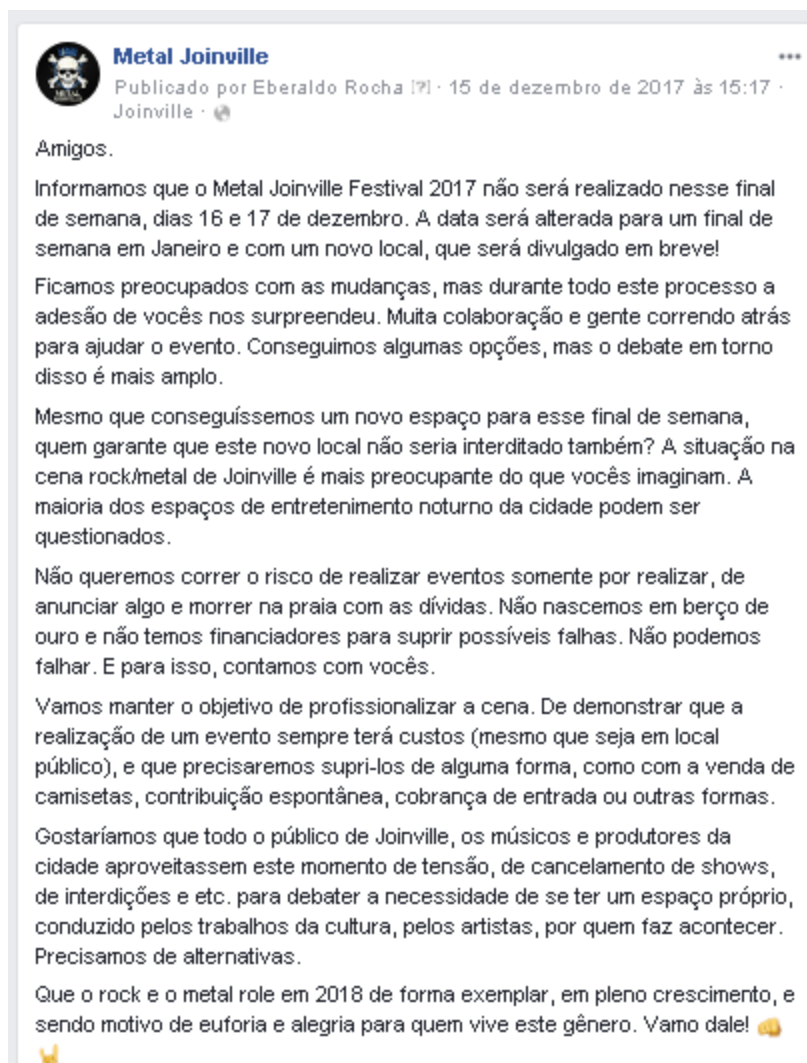 Metal Joinville
Publicado por Eberaldo Rocha [?] · 15 de dezembro de 2017 às 15:17 ·
Joinville ·
Amigos.
Informamos que o Metal Joinville Festival 2017 não será realizado nesse final
de semana, dias 16 e 17 de dezembro. A data será alterada para um final de
semana em Janeiro e com um novo local, que será divulgado em breve!
Ficamos preocupados com as mudanças, mas durante todo este processo a
adesão de vocês nos surpreendeu. Muita colaboração e gente correndo atrás
para ajudar o evento. Conseguimos algumas opções, mas o debate em torno
disso é mais amplo.
Mesmo que conseguíssemos um novo espaço para esse final de semana,
quem garante que este novo local não seria interditado também? A situação na
cena rock/metal de Joinville é mais preocupante do que vocês imaginam. A
maioria dos espaços de entretenimento noturno da cidade podem ser
questionados.
Não queremos correr o risco de realizar eventos somente por realizar, de
anunciar algo e morrer na praia com as dívidas. Não nascemos em berço de
ouro e não temos financiadores para suprir possíveis falhas. Não podemos
falhar. E para isso, contamos com vocês.
Vamos manter o objetivo de profissionalizar a cena. De demonstrar que a
realização de um evento sempre terá custos (mesmo que seja em local
público), e que precisaremos supri-los de alguma forma, como com a venda de
camisetas, contribuição espontânea, cobrança de entrada ou outras formas.
Gostaríamos que todo o público de Joinville, os músicos e produtores da
cidade aproveitassem este momento de tensão, de cancelamento de shows,
de interdições e etc. para debater a necessidade de se ter um espaço próprio,
conduzido pelos trabalhos da cultura, pelos artistas, por quem faz acontecer.
Precisamos de alternativas.
Que o rock e o metal role em 2018 de forma exemplar, em pleno crescimento, e
sendo motivo de euforia e alegria para quem vive este gênero. Vamo dale! 👊
🤘